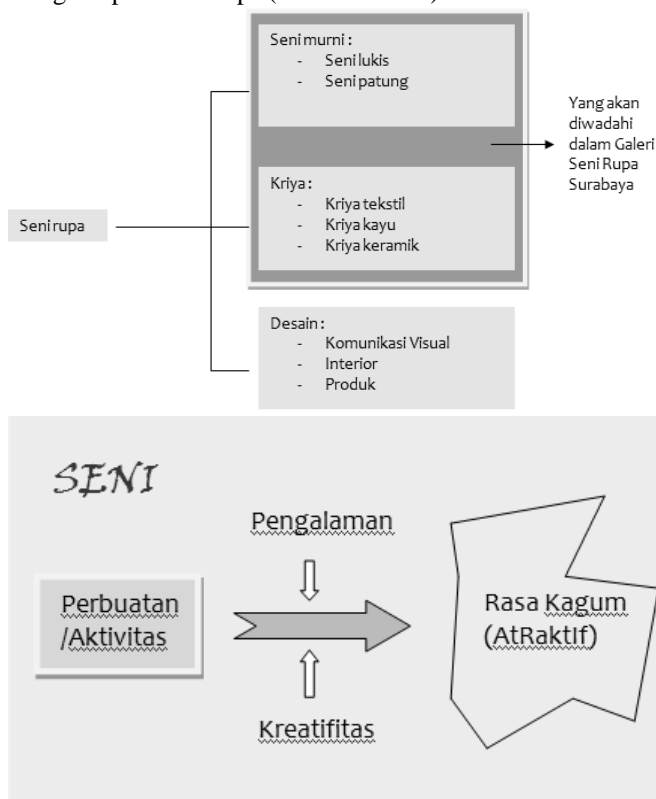 Seni murni :
- Seni lukis
- Seni patung
Yang akan
diwadahi
dalam Galeri
Seni Rupa
Surabaya
Kriya :
- Kriya tekstil
- Kriya kayu
- Kriya keramik
Seni rupa
Desain :
- Komunikasi Visual
- Interior
- Produk
SENI
Pengalaman
Perbuatan
/Aktivitas
Rasa Kagum
(AtRaktIf)
Kreatifitas